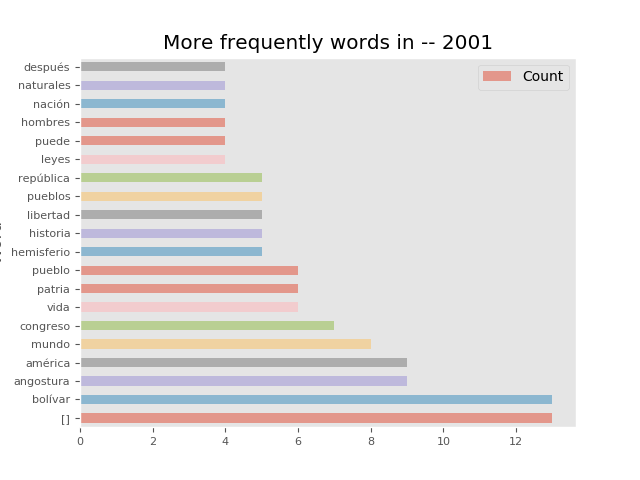 More frequently words in -- 2001
Count
después
naturales
nación
hombres
puede
leyes
república
pueblos
libertad
historia
hemisferio
pueblo
patria
vida
congreso
mundo
américa
angostura
bolívar
[]
0 2 4 6 8 10 12